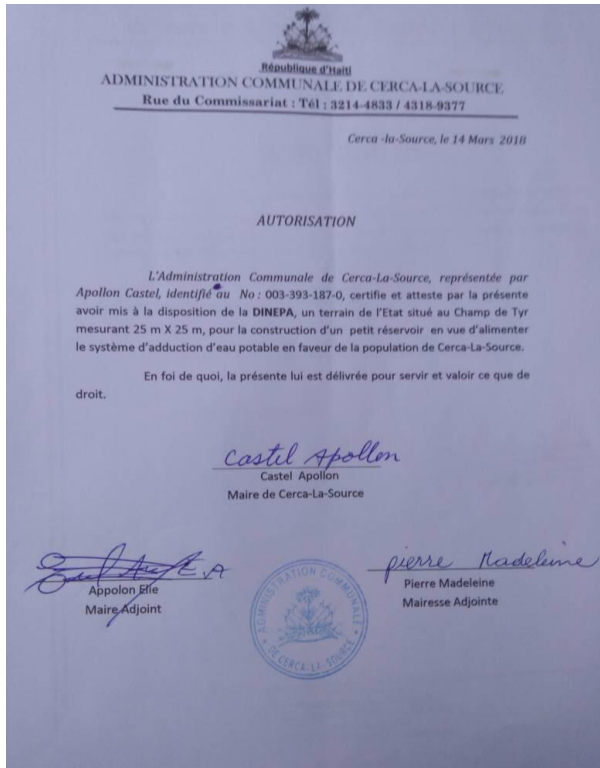 République d'Haiti
ADMINISTRATION COMMUNALE DE CERCA-LA-SOURCE
Rue du Commissariat : Tél : 3214-4833 / 4318-9377
Cerca -la-Source, le 14 Mars 2018
AUTORISATION
L'Administration Communale de Cerca-La-Source, représentée par
Apollon Castel, identifié au No : 003-393-187-0, certifie et atteste par la présente
avoir mis à la disposition de la DINEPA, un terrain de l'Etat situé au Champ de Tyr
mesurant 25 m X 25 m, pour la construction d'un petit réservoir en vue d'alimenter
le système d'adduction d'eau potable en faveur de la population de Cerca-La-Source.
En foi de quoi, la présente lui est délivrée pour servir et valoir ce que de
droit.
Castel Apollon
Castel Apollon
Maire de Cerca-La-Source
E.A
Appolon Elie
Maire Adjoint
pierre Madeleine
Pierre Madeleine
Mairesse Adjointe
ADMINISTRATION COMMUNALE
DE CERCA-LA-SOURCE